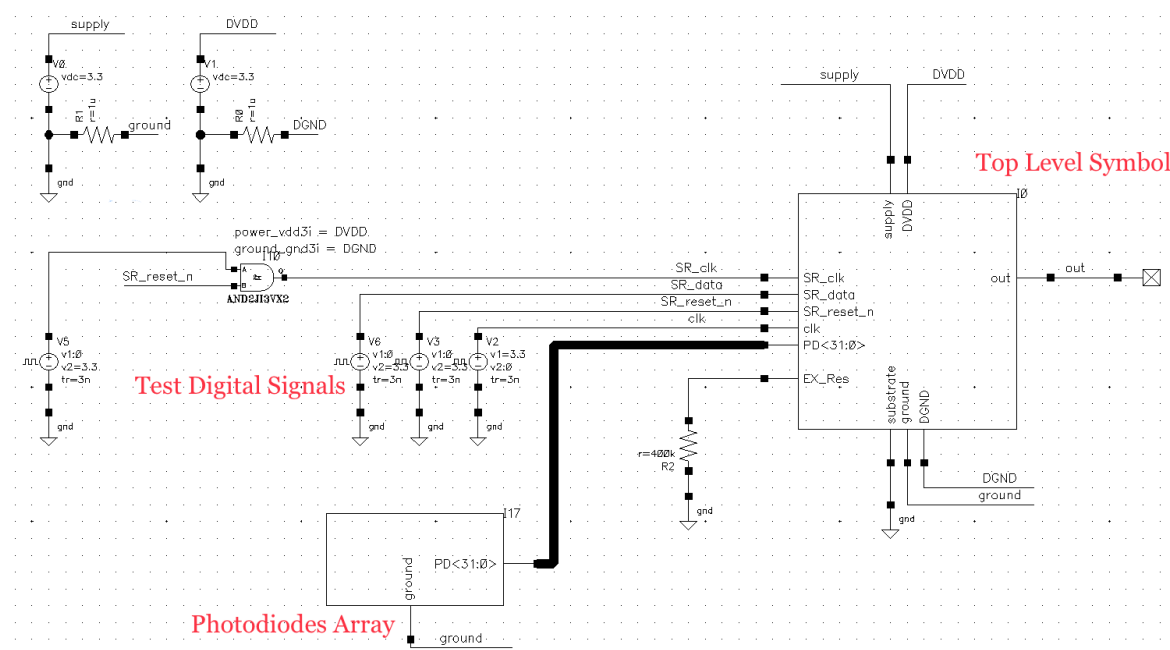 supply
DVDD
V0
vdc=3.3
V1
vdc=3.3
R1
r=1u
ground
R0
r=1u
DGND
gnd
gnd
supply
DVDD
Top Level Symbol
I0
supply
DVDD
power_vdd3i = DVDD
ground_gnd3i = DGND
I10
A
B
Q
SR_reset_n
AND2JI3VX2
SR_clk
SR_data
SR_reset_n
clk
SR_clk
SR_data
SR_reset_n
clk
PD<31:0>
EX_Res
out
out
V5
v1:0
v2=3.3
tr=3n
V6
v1:0
v2=3.3
tr=3n
V3
v1:0
v2=3.3
tr=3n
V2
v1=3.3
v2:0
tr=3n
Test Digital Signals
gnd
gnd
gnd
gnd
substrate
ground
DGND
r=400k
R2
gnd
DGND
ground
gnd
I17
PD<31:0>
ground
Photodiodes Array
ground